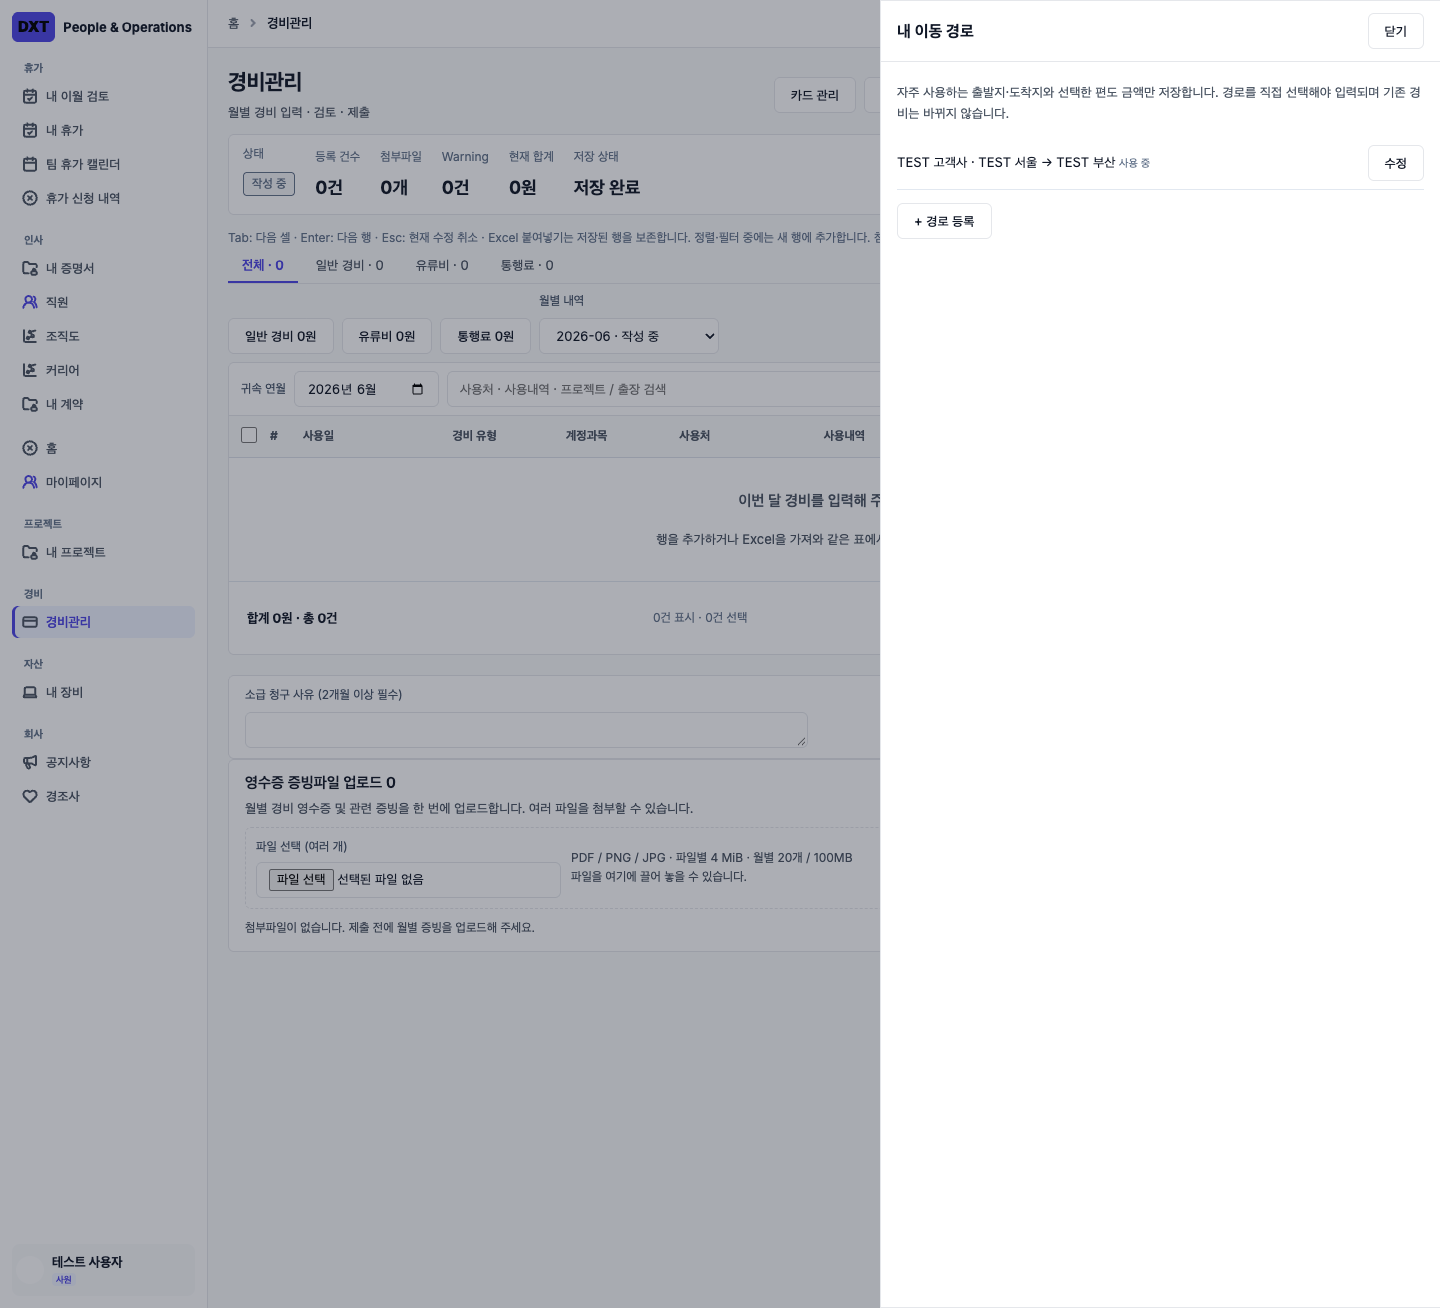 DXT People & Operations
휴가
내 이월 검토
내 휴가
팀 휴가 캘린더
휴가 신청 내역
인사
내 증명서
직원
조직도
커리어
내 계약
홈
마이페이지
프로젝트
내 프로젝트
경비
경비관리
자산
내 장비
회사
공지사항
경조사
테스트 사용자
사원
홈 > 경비관리
경비관리
월별 경비 입력 · 검토 · 제출
카드 관리
상태 등록 건수 첨부파일 Warning 현재 합계 저장 상태
작성 중 0건 0개 0건 0원 저장 완료
Tab: 다음 셀 · Enter: 다음 행 · Esc: 현재 수정 취소 · Excel 붙여넣기는 저장된 행을 보존합니다. 정렬·필터 중에는 새 행에 추가합니다.
전체 · 0 일반 경비 · 0 유류비 · 0 통행료 · 0
월별 내역
일반 경비 0원 유류비 0원 통행료 0원 2026-06 · 작성 중
귀속 연월 2026년 6월 사용처 · 사용내역 · 프로젝트 / 출장 검색
# 사용일 경비 유형 계정과목 사용처 사용내역
이번 달 경비를 입력해
행을 추가하거나 Excel을 가져와 같은
합계 0원 · 총 0건 0건 표시 · 0건 선택
소급 청구 사유 (2개월 이상 필수)
영수증 증빙파일 업로드 0
월별 경비 영수증 및 관련 증빙을 한 번에 업로드합니다. 여러 파일을 첨부할 수 있습니다.
파일 선택 (여러 개)
파일 선택 선택된 파일 없음
PDF / PNG / JPG · 파일별 4 MiB · 월별 20개 / 100MB
파일을 여기에 끌어 놓을 수 있습니다.
첨부파일이 없습니다. 제출 전에 월별 증빙을 업로드해 주세요.
내 이동 경로
닫기
자주 사용하는 출발지·도착지와 선택한 편도 금액만 저장합니다. 경로를 직접 선택해야 입력되며 기존 경
비는 바뀌지 않습니다.
TEST 고객사 · TEST 서울 → TEST 부산 사용 중
수정
+ 경로 등록